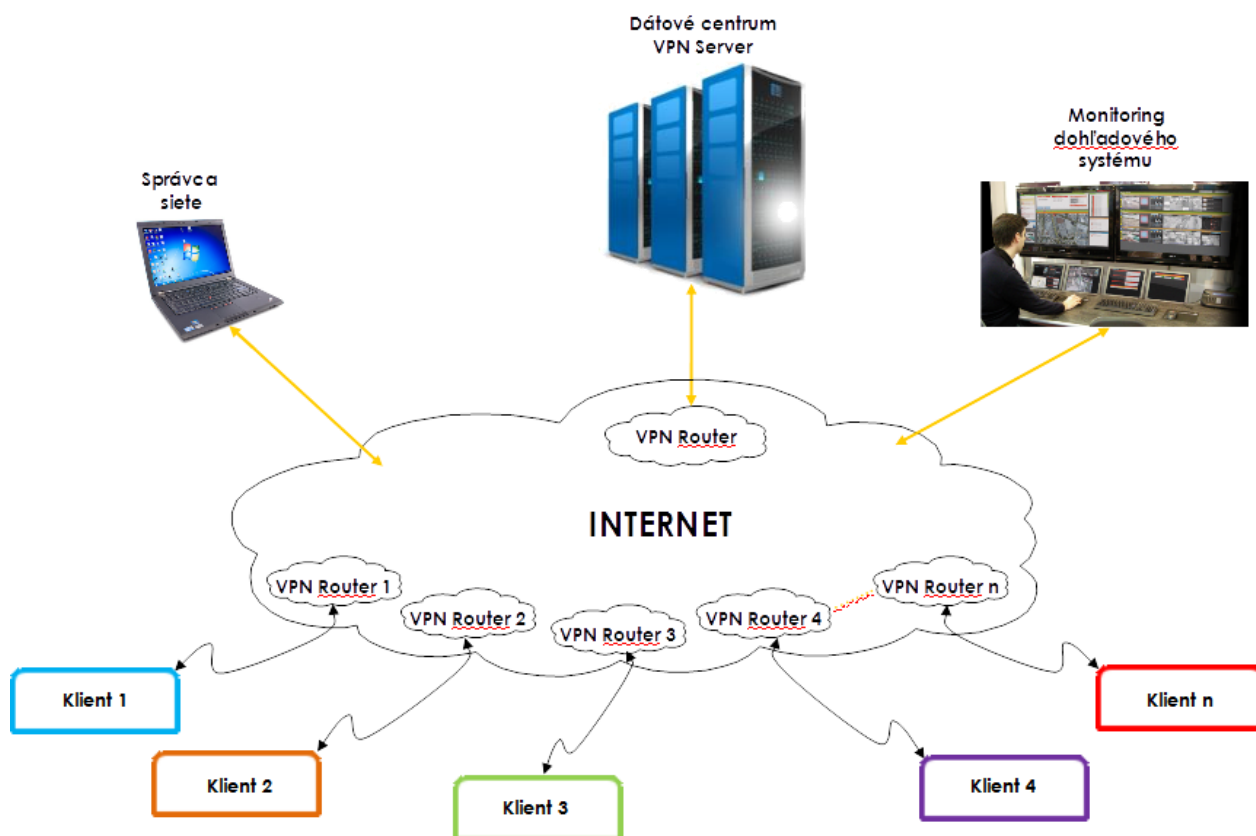 Dátové centrum
VPN Server
Monitoring
dohľadového
systému
Správca
siete
VPN Router
INTERNET
VPN Router 1
VPN Router 2
VPN Router 3
VPN Router 4
VPN Router n
Klient 1
Klient 2
Klient 3
Klient 4
Klient n